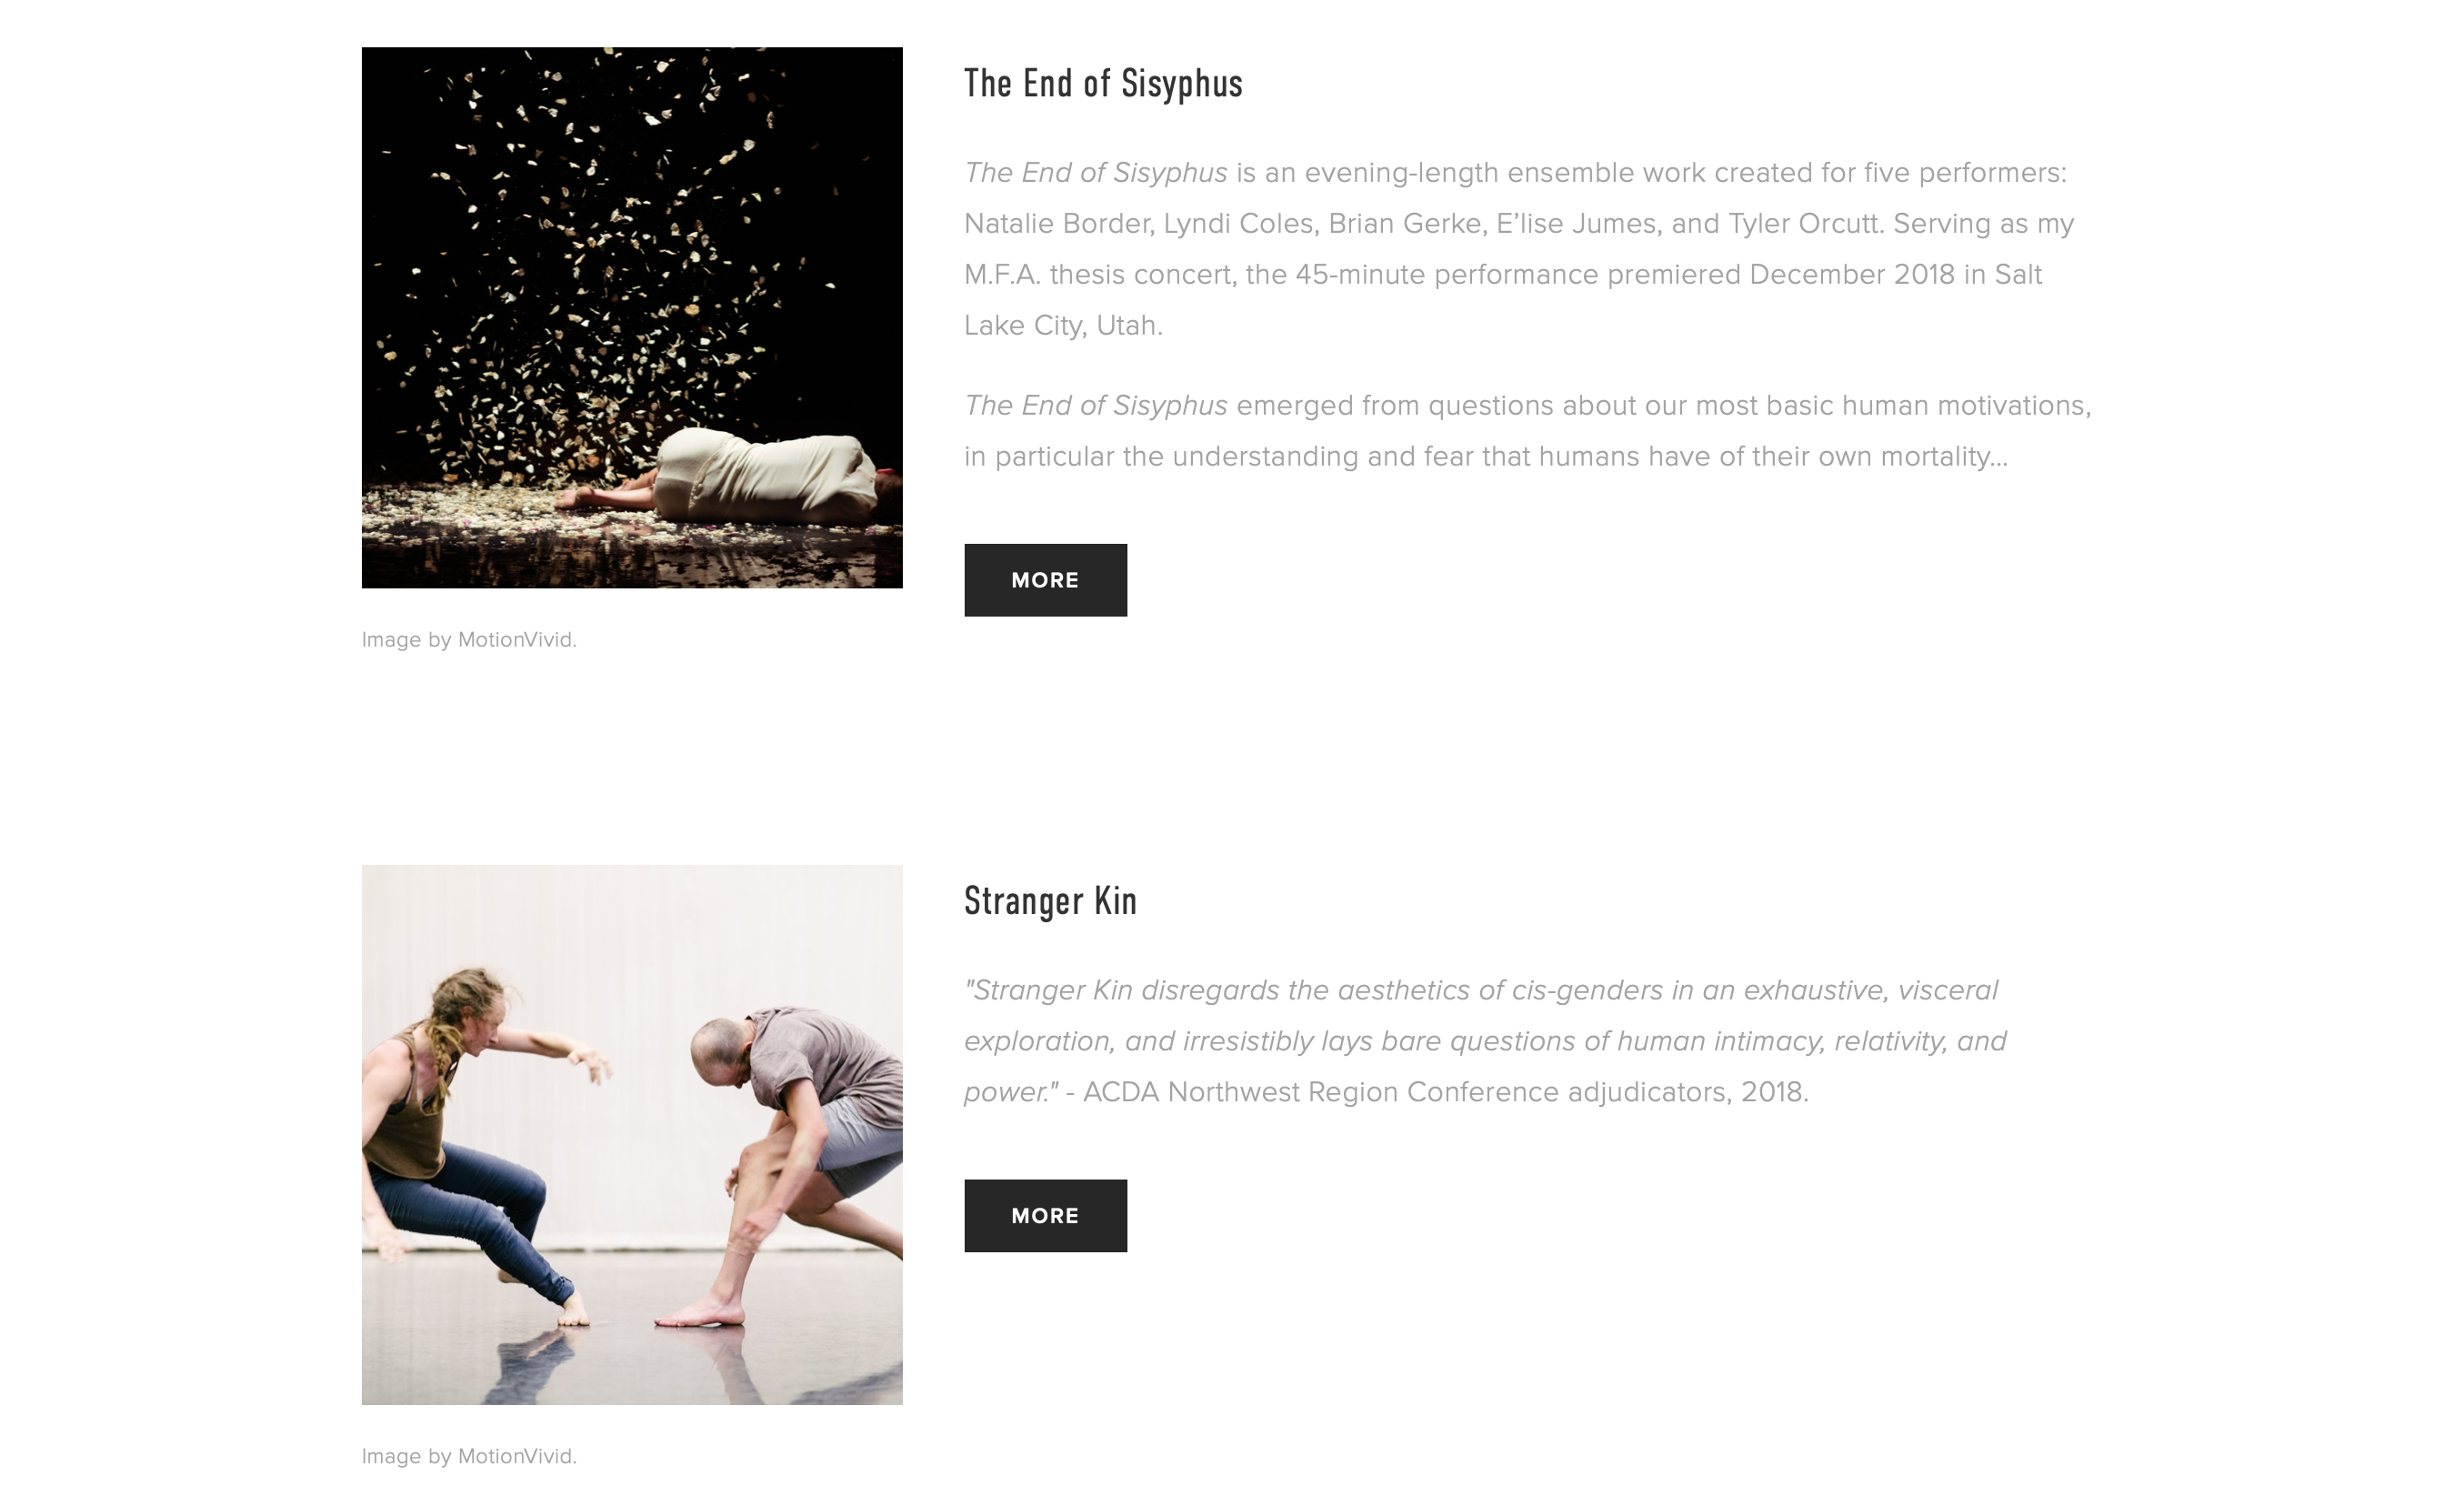 The End of Sisyphus
The End of Sisyphus is an evening-length ensemble work created for five performers:
Natalie Border, Lyndi Coles, Brian Gerke, E’lise Jumes, and Tyler Orcutt. Serving as my
M.F.A. thesis concert, the 45-minute performance premiered December 2018 in Salt
Lake City, Utah.
The End of Sisyphus emerged from questions about our most basic human motivations,
in particular the understanding and fear that humans have of their own mortality...
MORE
Image by MotionVivid.
Stranger Kin
"Stranger Kin disregards the aesthetics of cis-genders in an exhaustive, visceral
exploration, and irresistibly lays bare questions of human intimacy, relativity, and
power." - ACDA Northwest Region Conference adjudicators, 2018.
MORE
Image by MotionVivid.